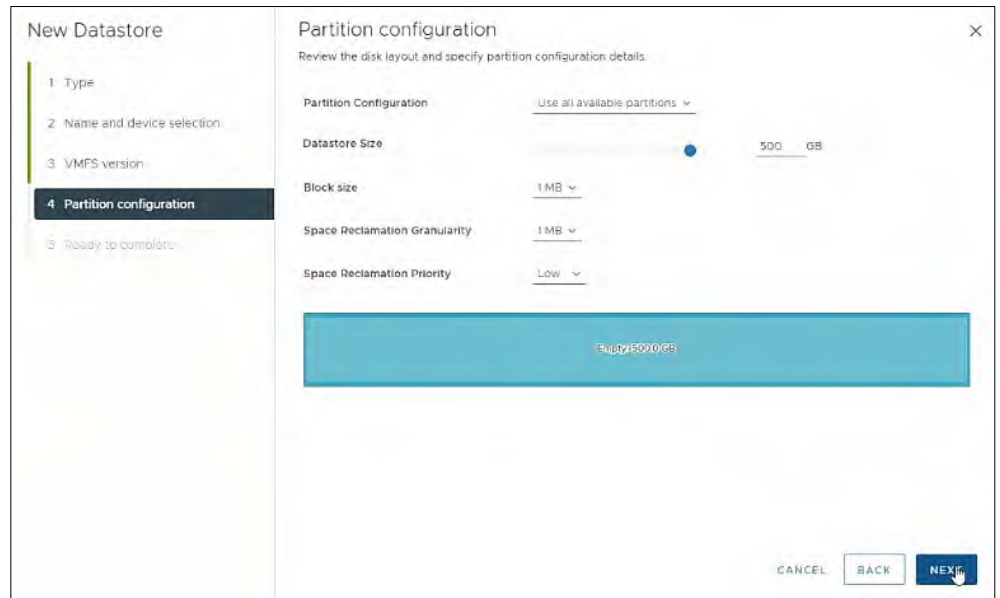 New Datastore
1 Type
2 Name and device selection
3 VMFS version
4 Partition configuration
5 Ready to complete
Partition configuration
Review the disk layout and specify partition configuration details.
Partition Configuration Use all available partitions
Datastore Size 500 GB
Block size 1 MB
Space Reclamation Granularity 1 MB
Space Reclamation Priority Low
Empty:500.0 GB
CANCEL BACK NEXT